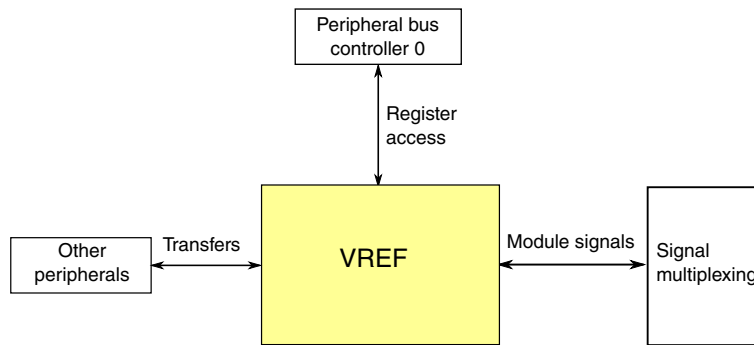 Peripheral bus
controller 0
Register
access
Other
peripherals
Transfers
VREF
Module signals
Signal
multiplexing